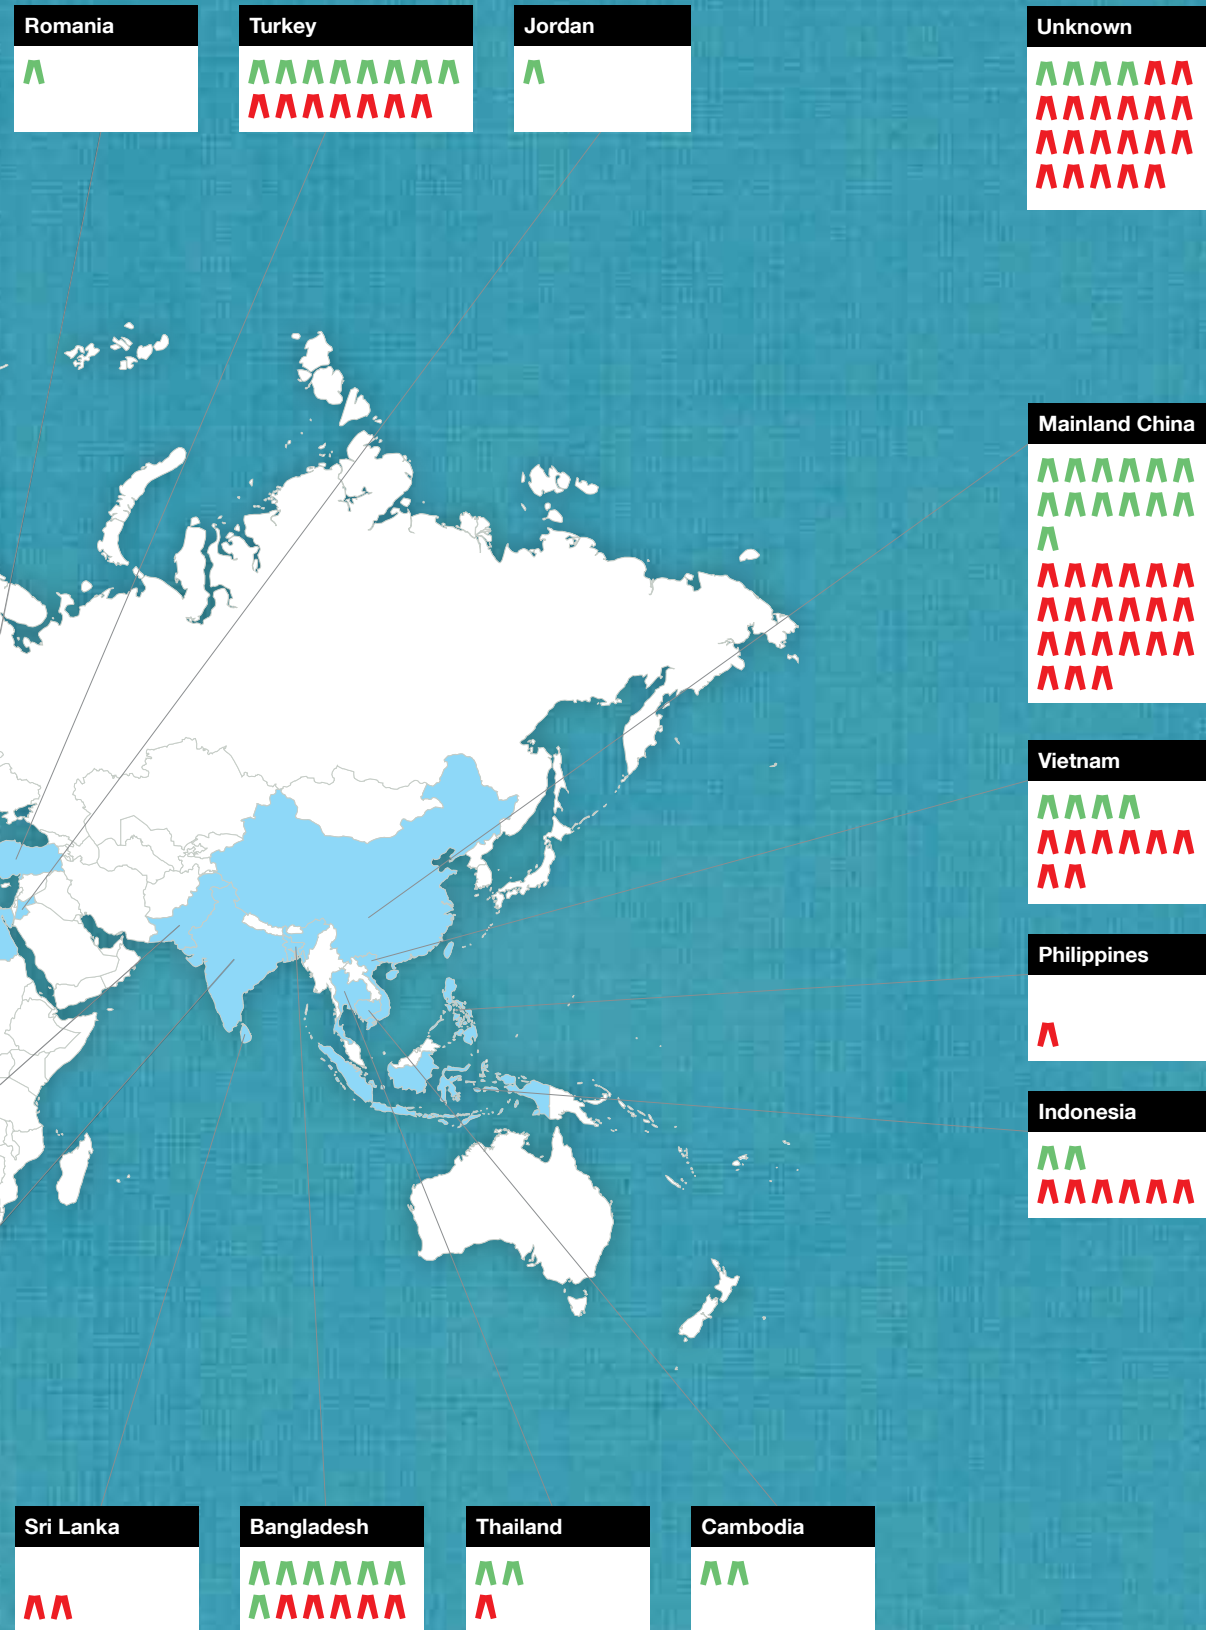 Romania
Turkey
Jordan
Unknown
Mainland China
Vietnam
Philippines
Indonesia
Sri Lanka
Bangladesh
Thailand
Cambodia